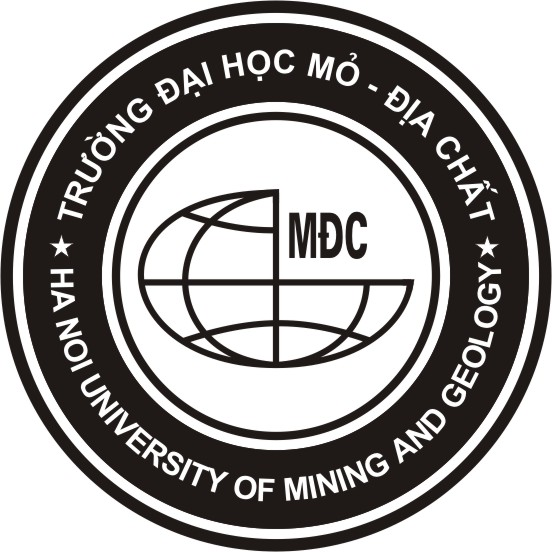 TRƯỜNG ĐẠI HỌC MỎ - ĐỊA CHẤT
MĐC
HA NOI UNIVERSITY OF MINING AND GEOLOGY